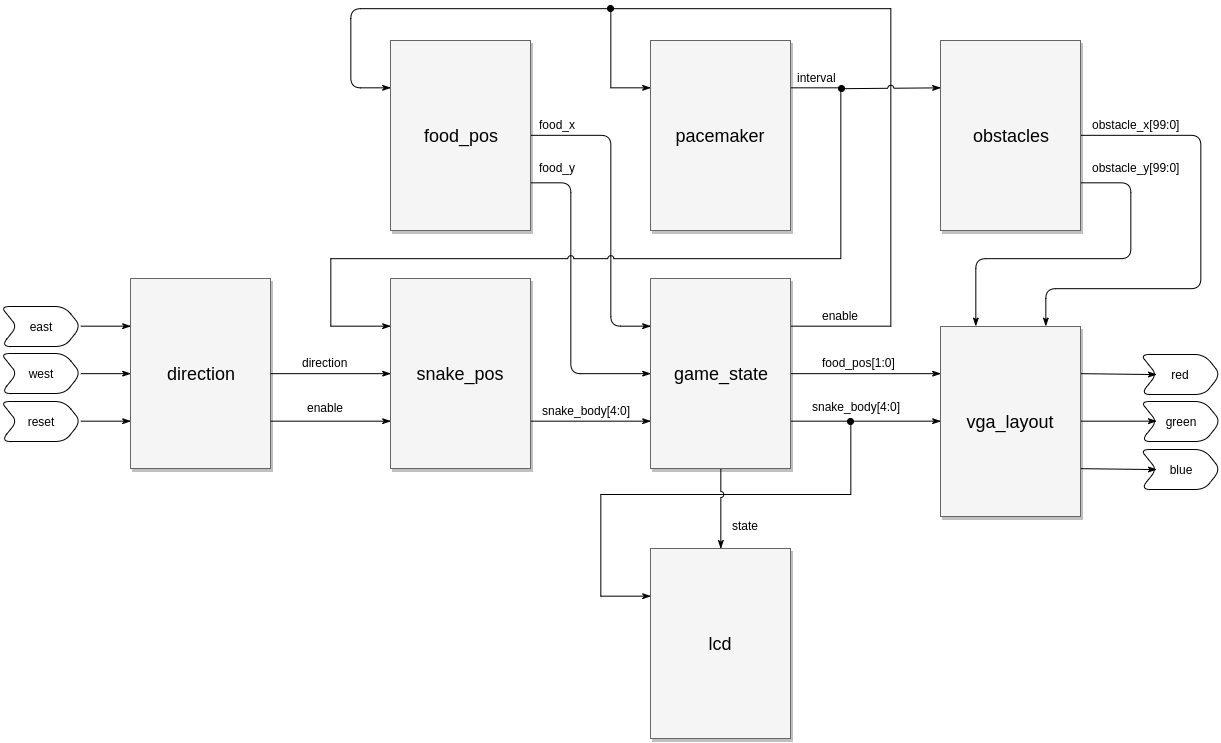 interval
food_pos
pacemaker
obstacles
food_x
food_y
obstacle_x[99:0]
obstacle_y[99:0]
east
west
reset
direction
direction
enable
snake_pos
snake_body[4:0]
game_state
enable
food_pos[1:0]
snake_body[4:0]
vga_layout
red
green
blue
state
lcd